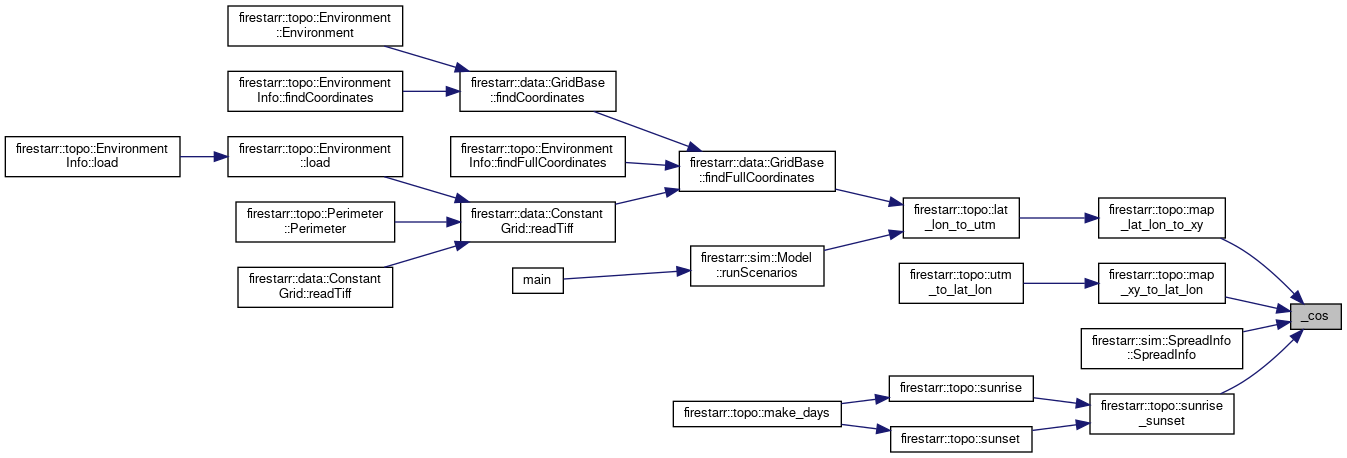 firestarr::topo::Environment
::Environment
firestarr::topo::Environment
Info::findCoordinates
firestarr::data::GridBase
::findCoordinates
firestarr::topo::Environment
Info::load
firestarr::topo::Environment
::load
firestarr::topo::Environment
Info::findFullCoordinates
firestarr::data::GridBase
::findFullCoordinates
firestarr::topo::Perimeter
::Perimeter
firestarr::data::Constant
Grid::readTiff
firestarr::topo::lat
_lon_to_utm
firestarr::topo::map
_lat_lon_to_xy
firestarr::data::Constant
Grid::readTiff
main
firestarr::sim::Model
::runScenarios
firestarr::topo::utm
_to_lat_lon
firestarr::topo::map
_xy_to_lat_lon
_cos
firestarr::sim::SpreadInfo
::SpreadInfo
firestarr::topo::make_days
firestarr::topo::sunrise
firestarr::topo::sunset
firestarr::topo::sunrise
_sunset